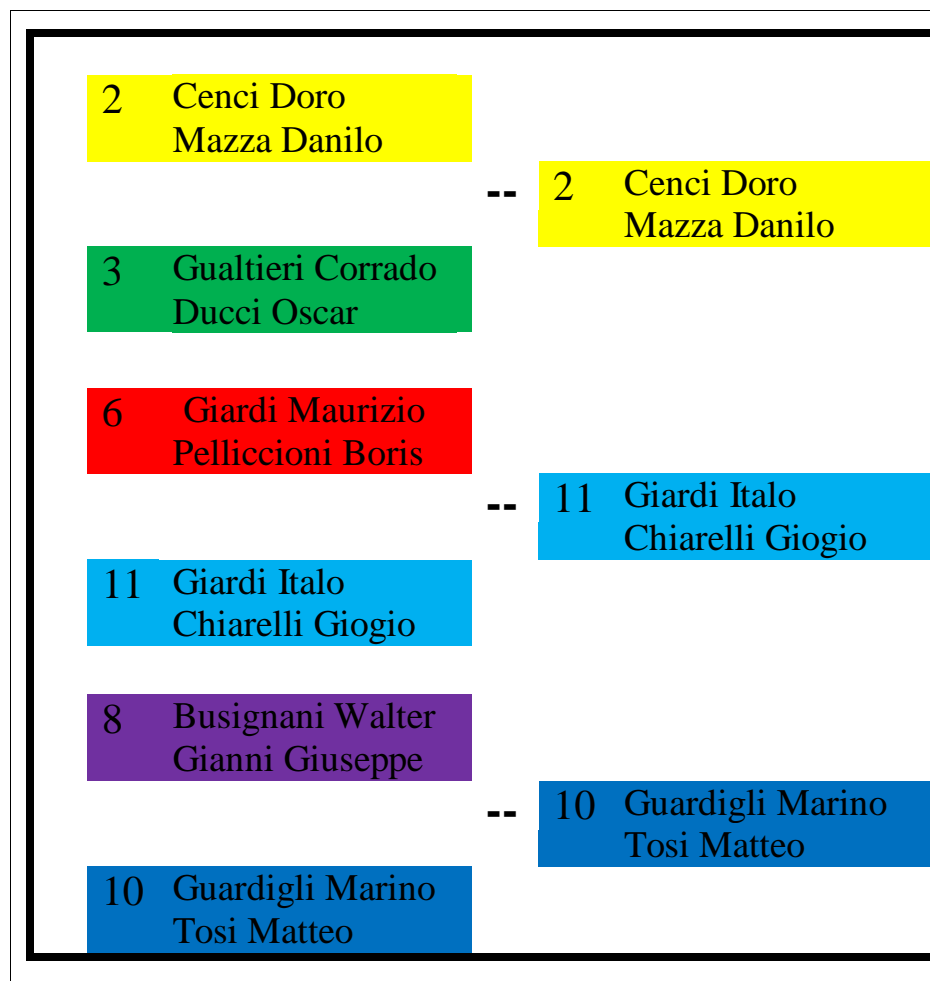 2 Cenci Doro
Mazza Danilo
-- 2 Cenci Doro
Mazza Danilo
3 Gualtieri Corrado
Ducci Oscar
6 Giardi Maurizio
Pelliccioni Boris
-- 11 Giardi Italo
Chiarelli Giogio
11 Giardi Italo
Chiarelli Giogio
8 Busignani Walter
Gianni Giuseppe
-- 10 Guardigli Marino
Tosi Matteo
10 Guardigli Marino
Tosi Matteo